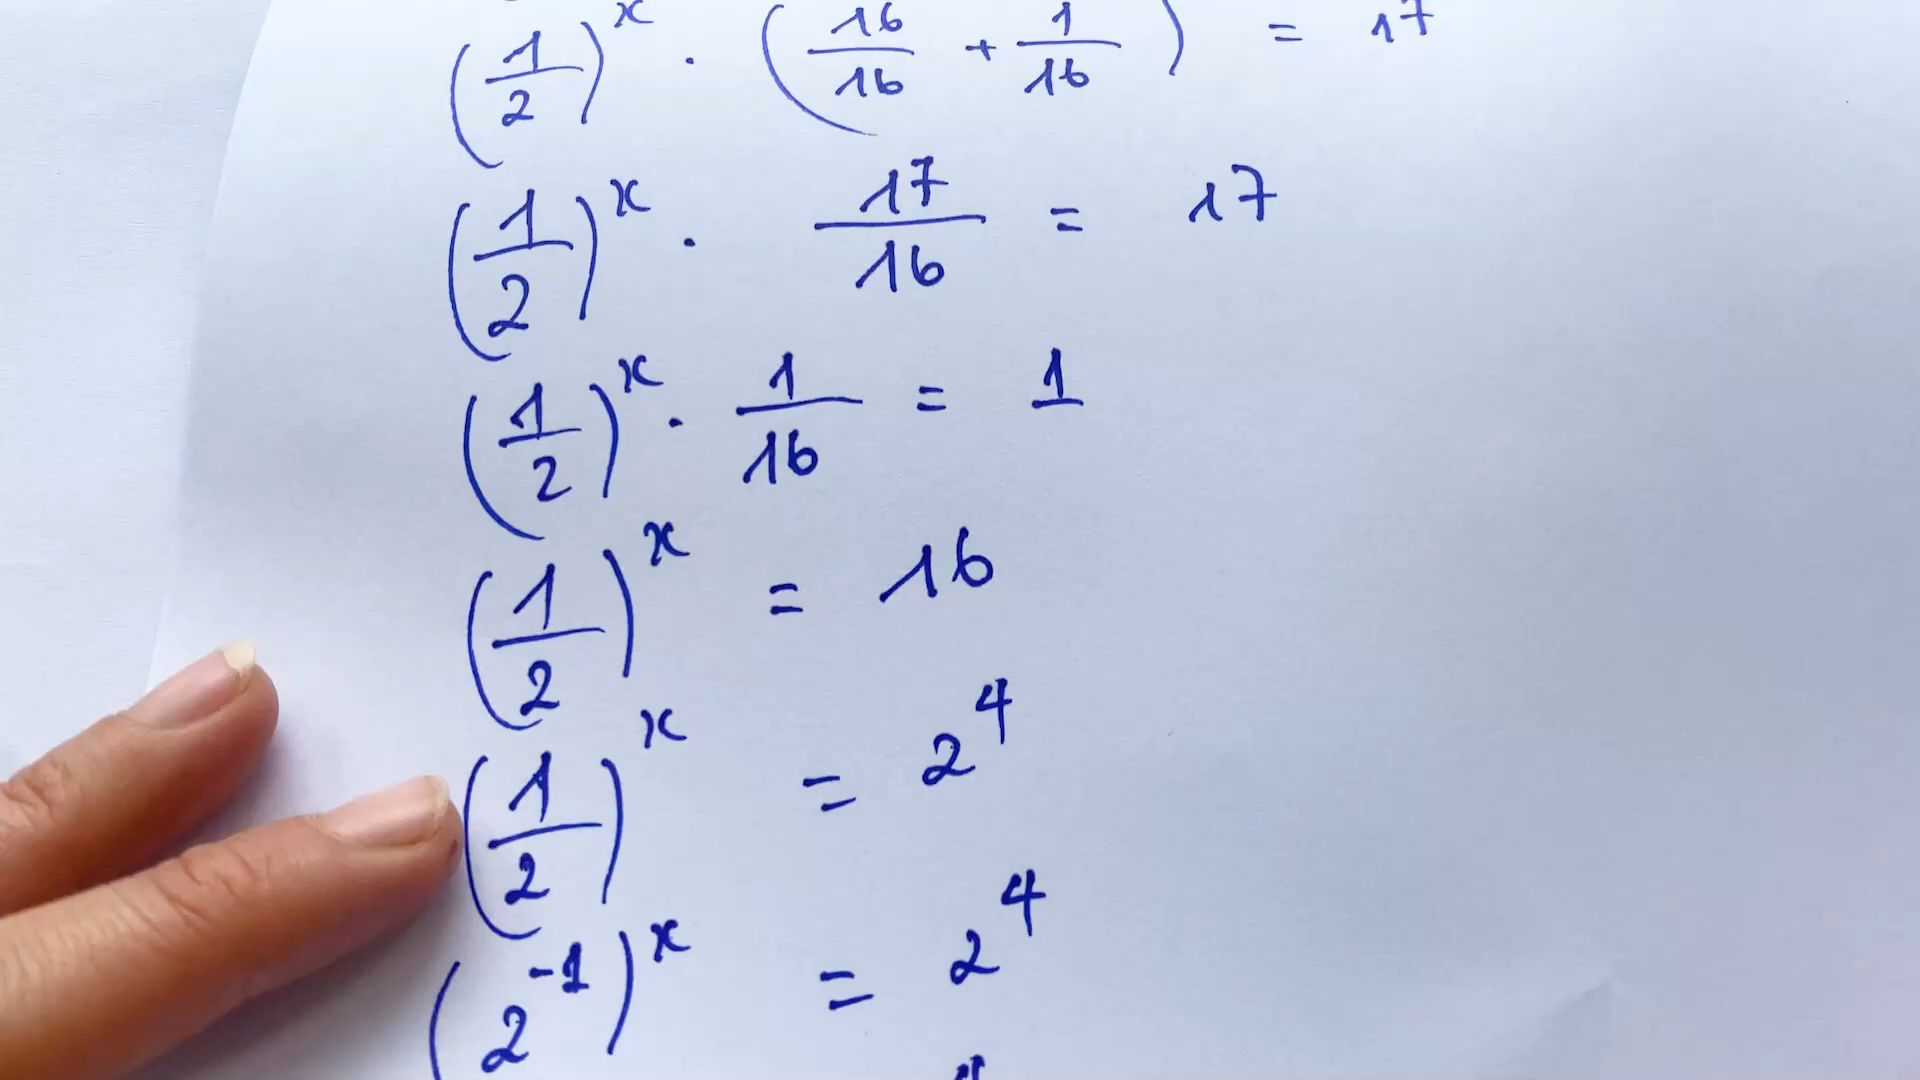 (1/2)^x · (16/16 + 1/16) = 17
(1/2)^x · 17/16 = 17
(1/2)^x · 1/16 = 1
(1/2)^x = 16
(1/2)^x = 2^4
(2^-1)^x = 2^4